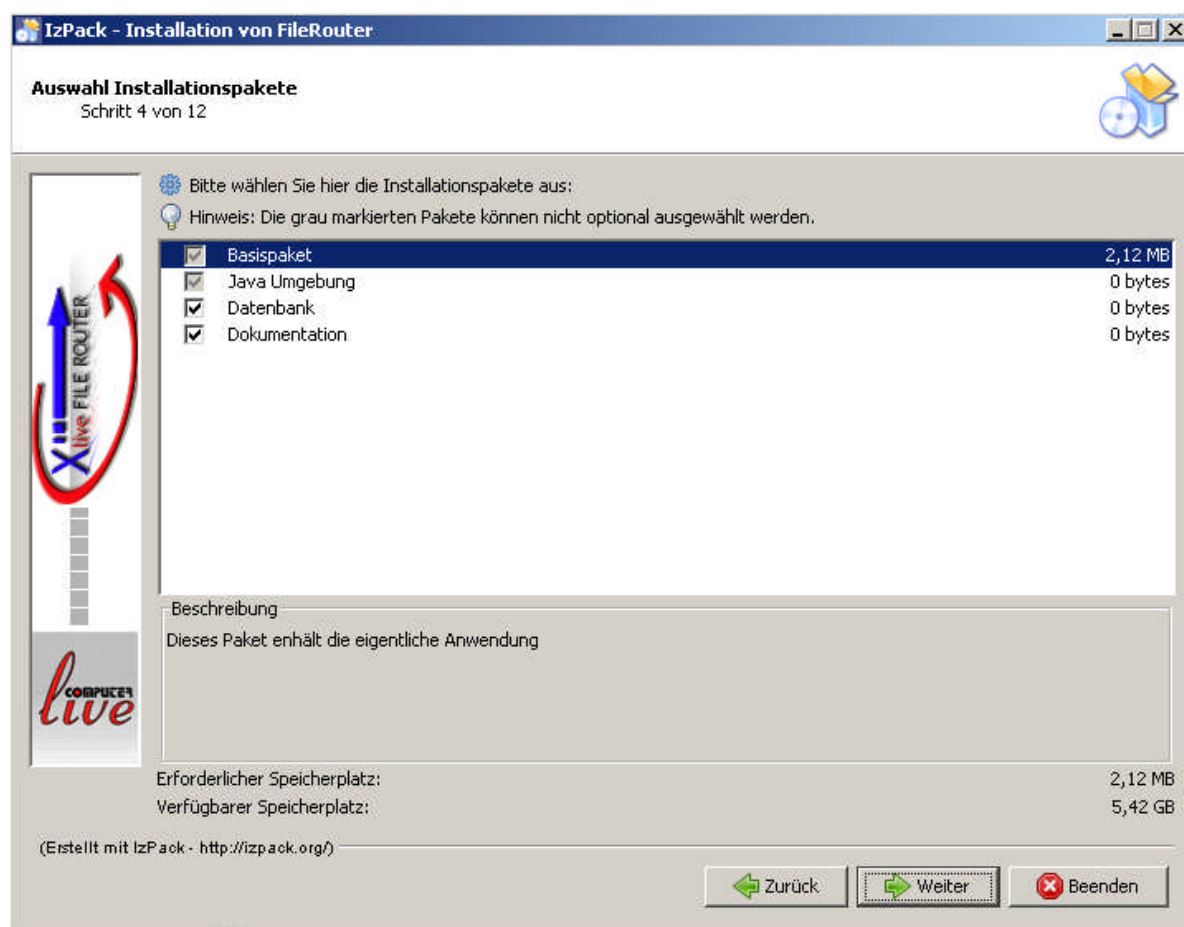 IzPack - Installation von FileRouter
Auswahl Installationspakete
Schritt 4 von 12
Bitte wählen Sie hier die Installationspakete aus:
Hinweis: Die grau markierten Pakete können nicht optional ausgewählt werden.
Basispaket 2,12 MB
Java Umgebung 0 bytes
Datenbank 0 bytes
Dokumentation 0 bytes
X live FILE ROUTER
Beschreibung
Dieses Paket enhält die eigentliche Anwendung
COMPUTER
live
Erforderlicher Speicherplatz: 2,12 MB
Verfügbarer Speicherplatz: 5,42 GB
(Erstellt mit IzPack - http://izpack.org/)
Zurück Weiter Beenden